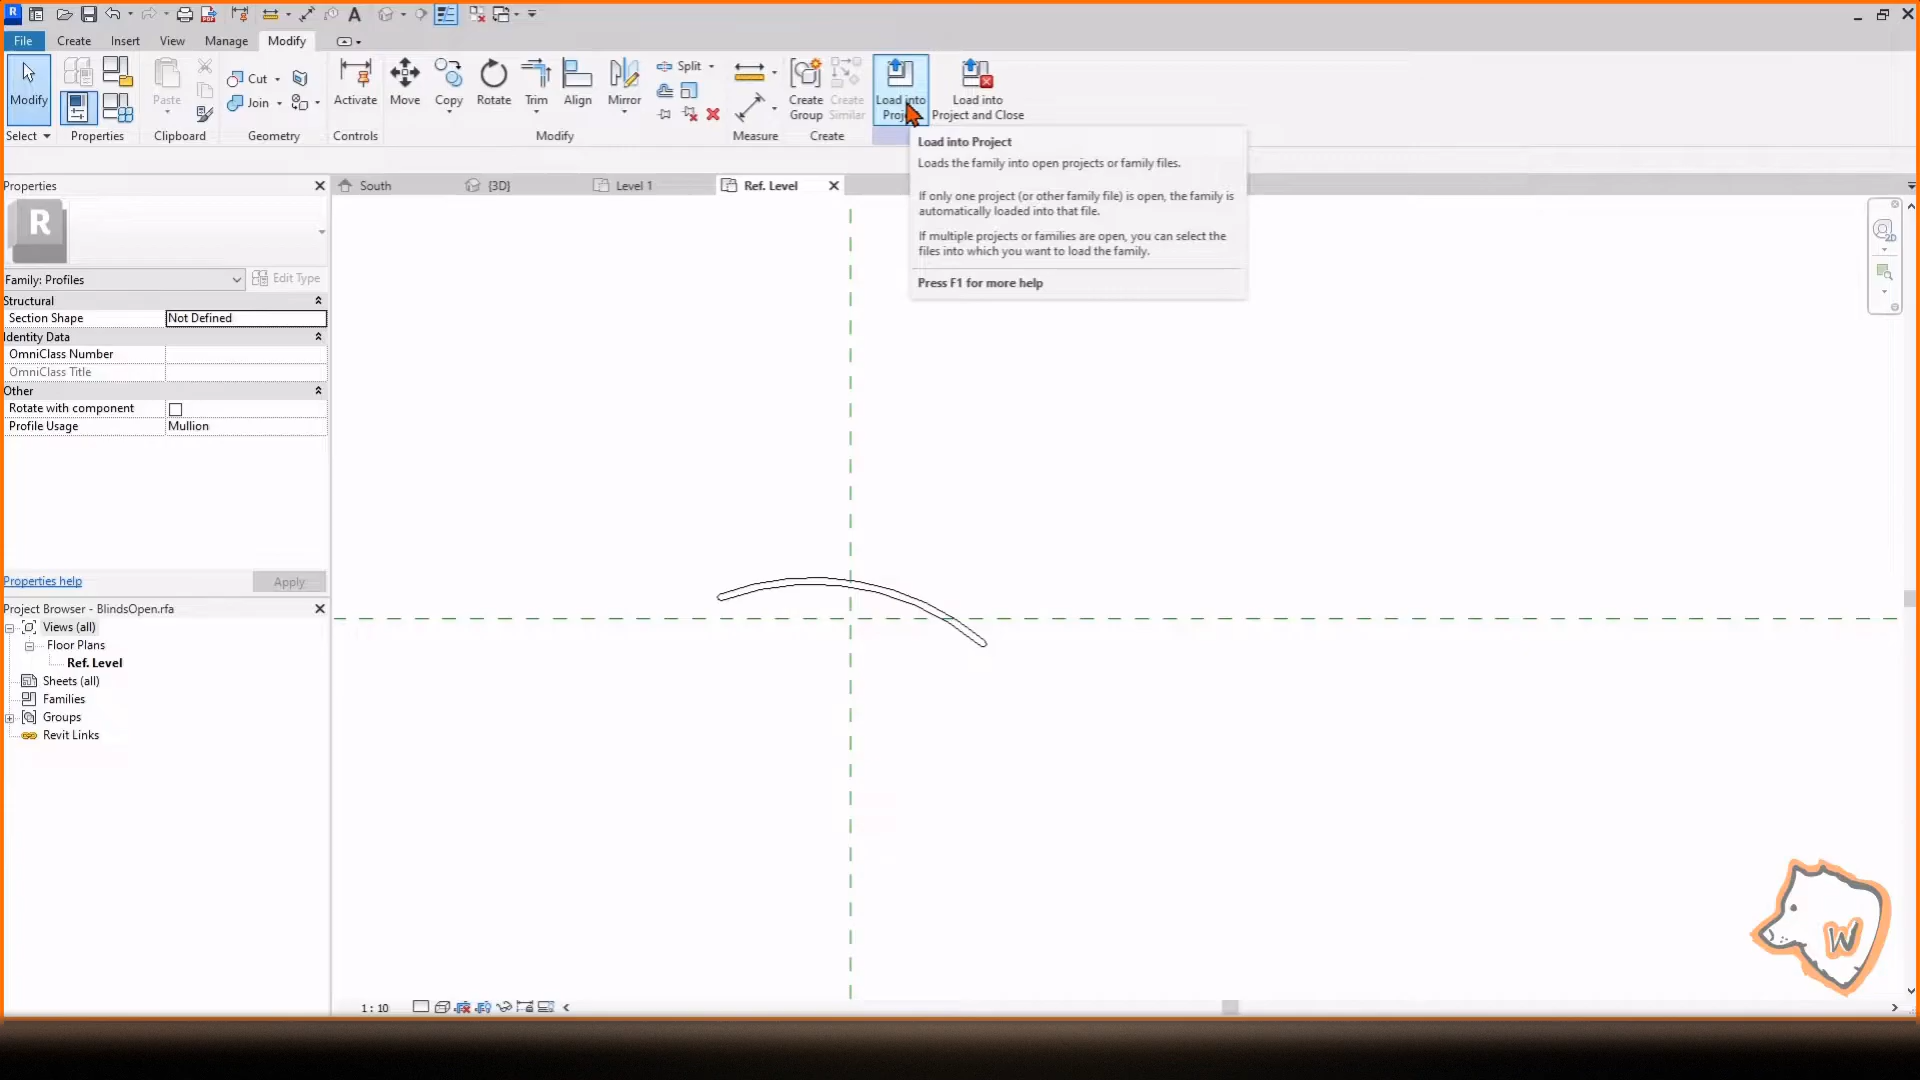 R
A
File
Create
Insert
View
Manage
Modify
Modify
Paste
Cut
Join
Activate
Move
Copy
Rotate
Trim
Align
Mirror
Split
Create
Group
Create
Similar
Load into
Load into
Project and Close
Select
Properties
Clipboard
Geometry
Controls
Modify
Measure
Create
Load into Project
Loads the family into open projects or family files.
If only one project (or other family file) is open, the family is
automatically loaded into that file.
If multiple projects or families are open, you can select the
files into which you want to load the family.
Press F1 for more help
Properties
South
{3D}
Level 1
Ref. Level
R
2D
Family: Profiles
Edit Type
Structural
Section Shape
Not Defined
Identity Data
OmniClass Number
OmniClass Title
Other
Rotate with component
Profile Usage
Mullion
Properties help
Apply
Project Browser - BlindsOpen.rfa
Views (all)
Floor Plans
Ref. Level
Sheets (all)
Families
Groups
Revit Links
W
1 : 10